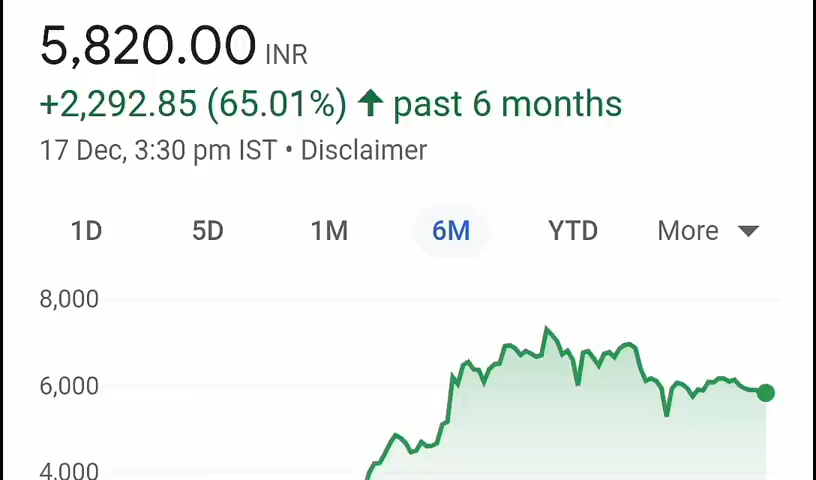 5,820.00 INR
+2,292.85 (65.01%) ↑ past 6 months
17 Dec, 3:30 pm IST • Disclaimer
1D 5D 1M 6M YTD More
8,000
6,000
4,000